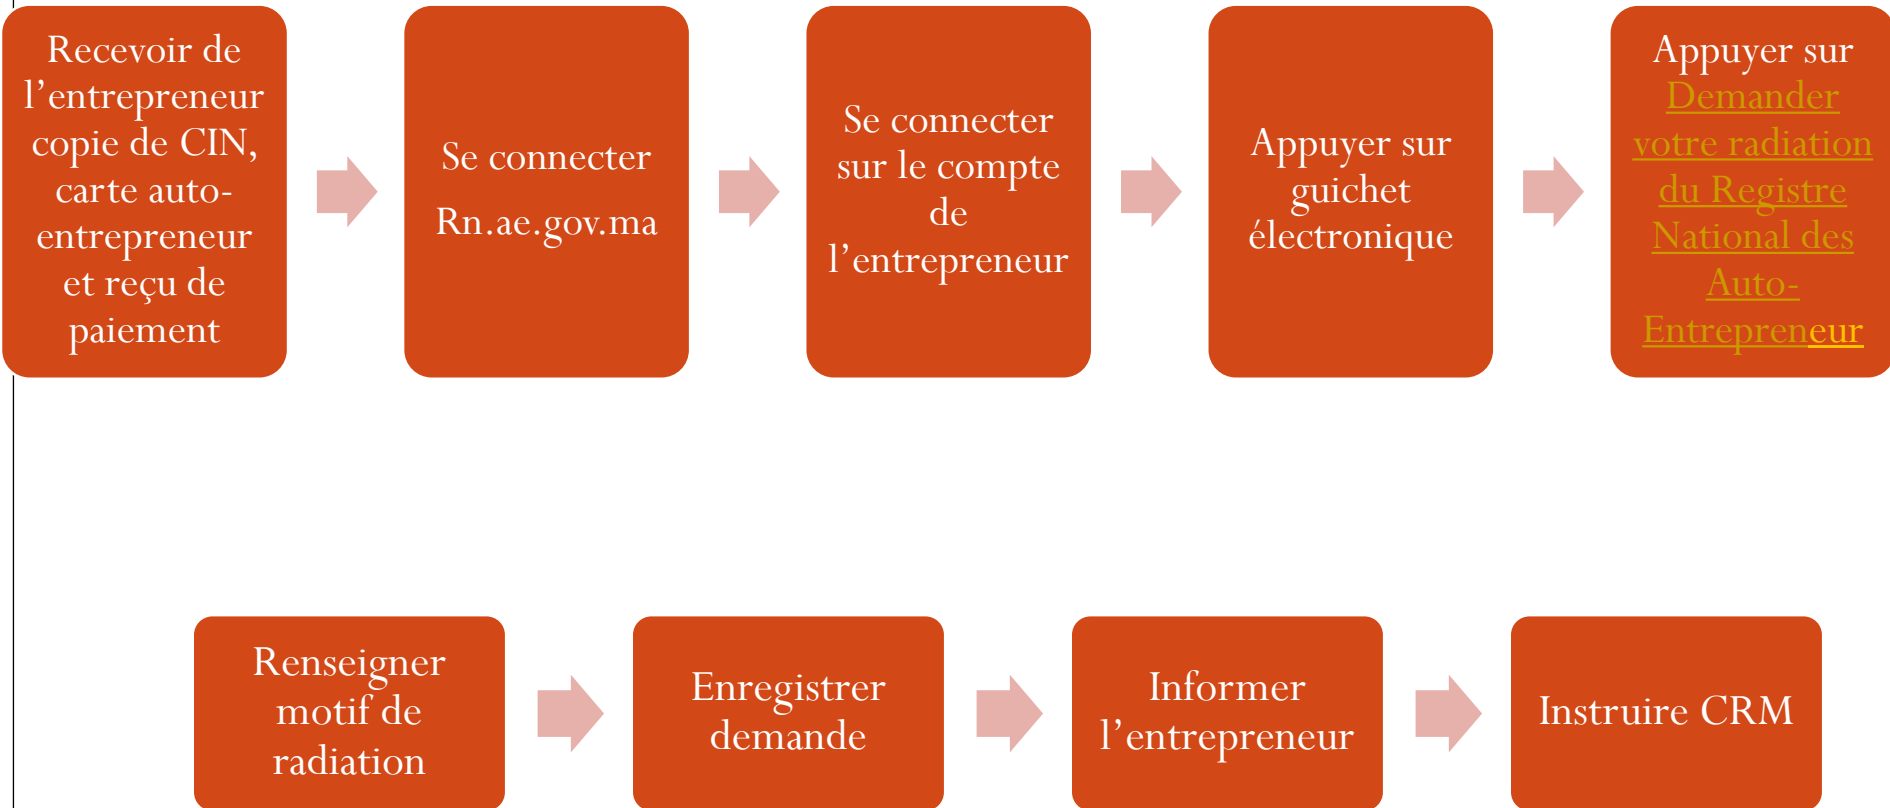 Recevoir de
l’entrepreneur
copie de CIN,
carte auto-
entrepreneur
et reçu de
paiement
Se connecter
Rn.ae.gov.ma
Se connecter
sur le compte
de
l’entrepreneur
Appuyer sur
guichet
électronique
Appuyer sur
Demander
votre radiation
du Registre
National des
Auto-
Entrepreneur
Renseigner
motif de
radiation
Enregistrer
demande
Informer
l’entrepreneur
Instruire CRM